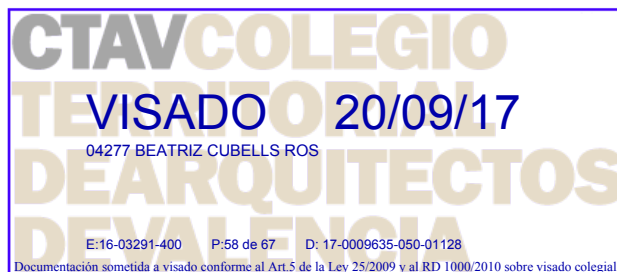 CTAVCOLEGIO
TERRITORIAL
VISADO 20/09/17
04277 BEATRIZ CUBELLS ROS
DEARQUITECTOS
DEVALENCIA
E:16-03291-400 P:58 de 67 D: 17-0009635-050-01128
Documentación sometida a visado conforme al Art.5 de la Ley 25/2009 y al RD 1000/2010 sobre visado colegial